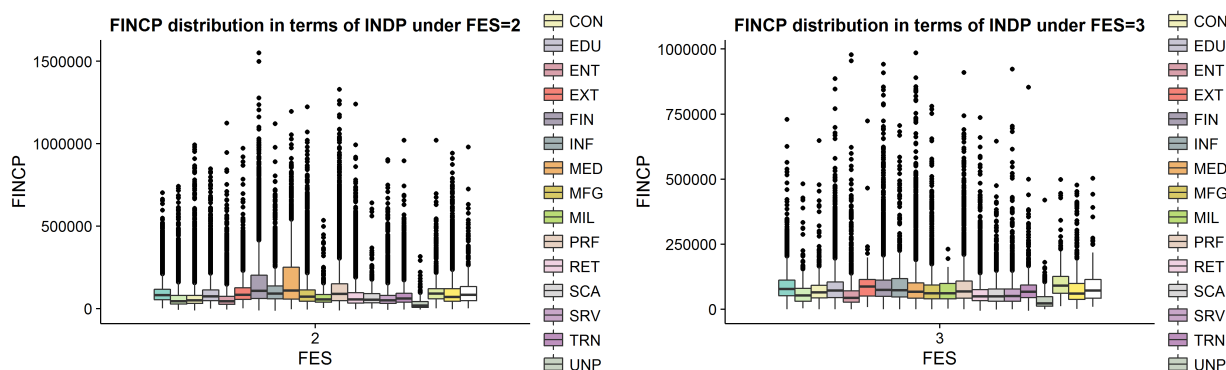 FINCP distribution in terms of INDP under FES=2
FINCP
1500000
1000000
500000
0
2
FES
CON
EDU
ENT
EXT
FIN
INF
MED
MFG
MIL
PRF
RET
SCA
SRV
TRN
UNP
FINCP distribution in terms of INDP under FES=3
FINCP
1000000
750000
500000
250000
0
3
FES
CON
EDU
ENT
EXT
FIN
INF
MED
MFG
MIL
PRF
RET
SCA
SRV
TRN
UNP